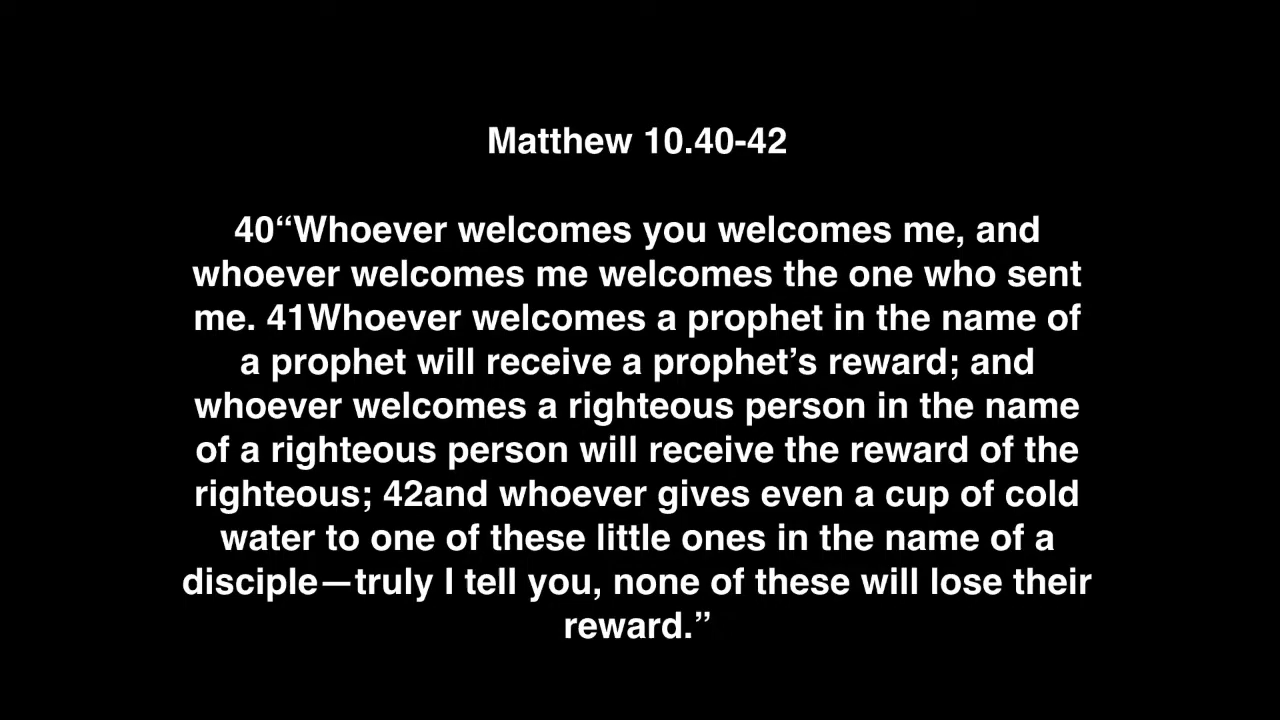 Matthew 10.40-42
40“Whoever welcomes you welcomes me, and
whoever welcomes me welcomes the one who sent
me. 41Whoever welcomes a prophet in the name of
a prophet will receive a prophet’s reward; and
whoever welcomes a righteous person in the name
of a righteous person will receive the reward of the
righteous; 42and whoever gives even a cup of cold
water to one of these little ones in the name of a
disciple—truly I tell you, none of these will lose their
reward.”